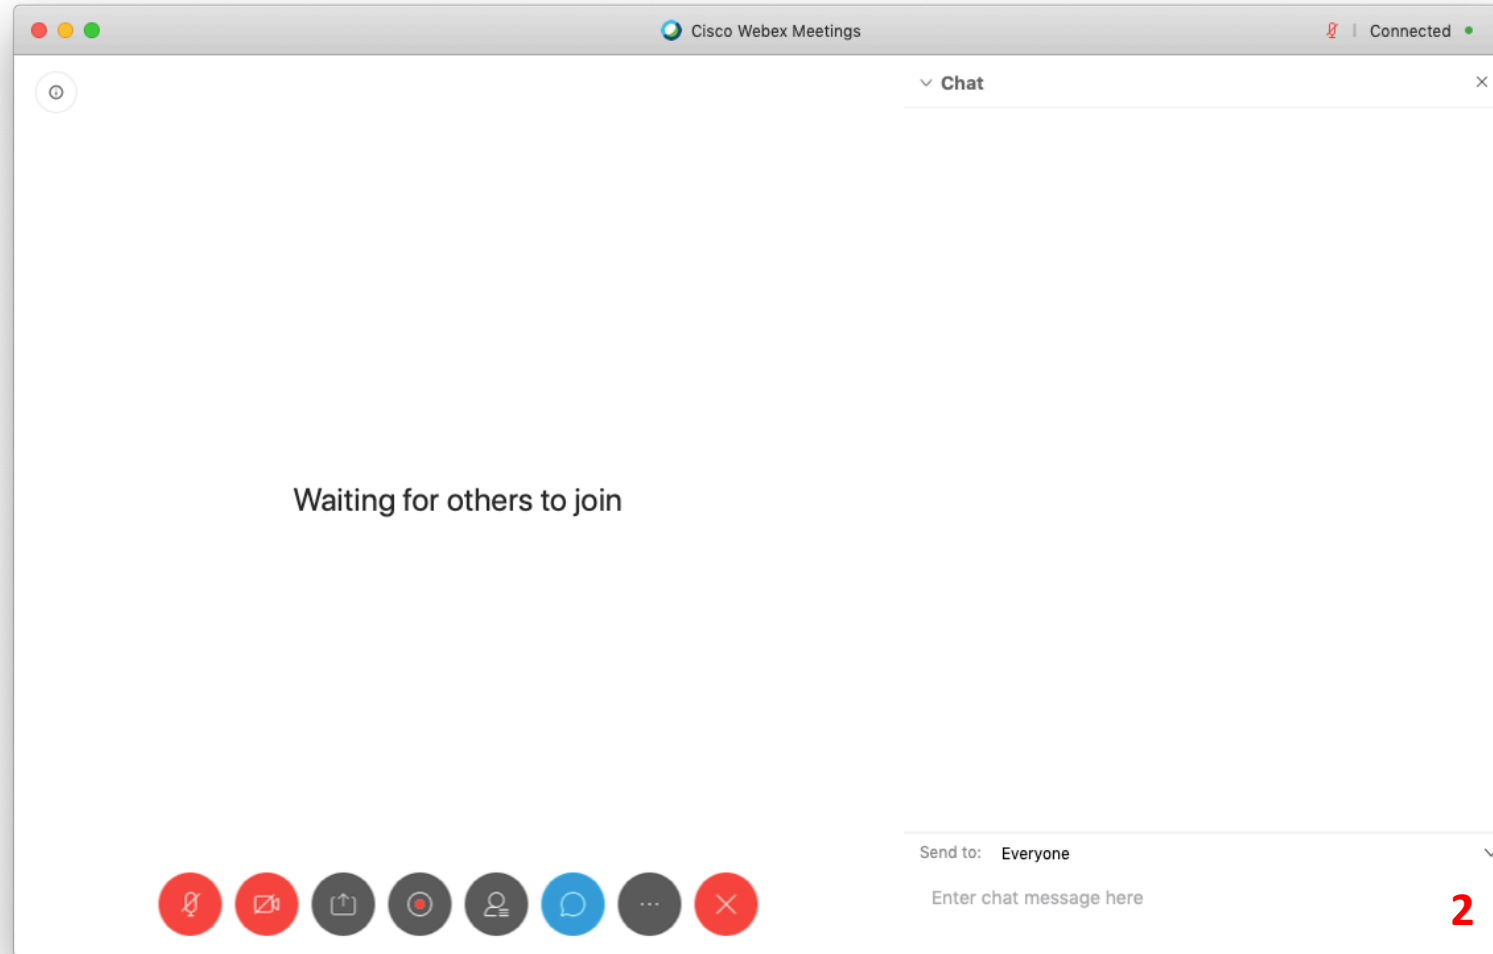 Cisco Webex Meetings
Connected
Chat
Waiting for others to join
Send to: Everyone
Enter chat message here
2